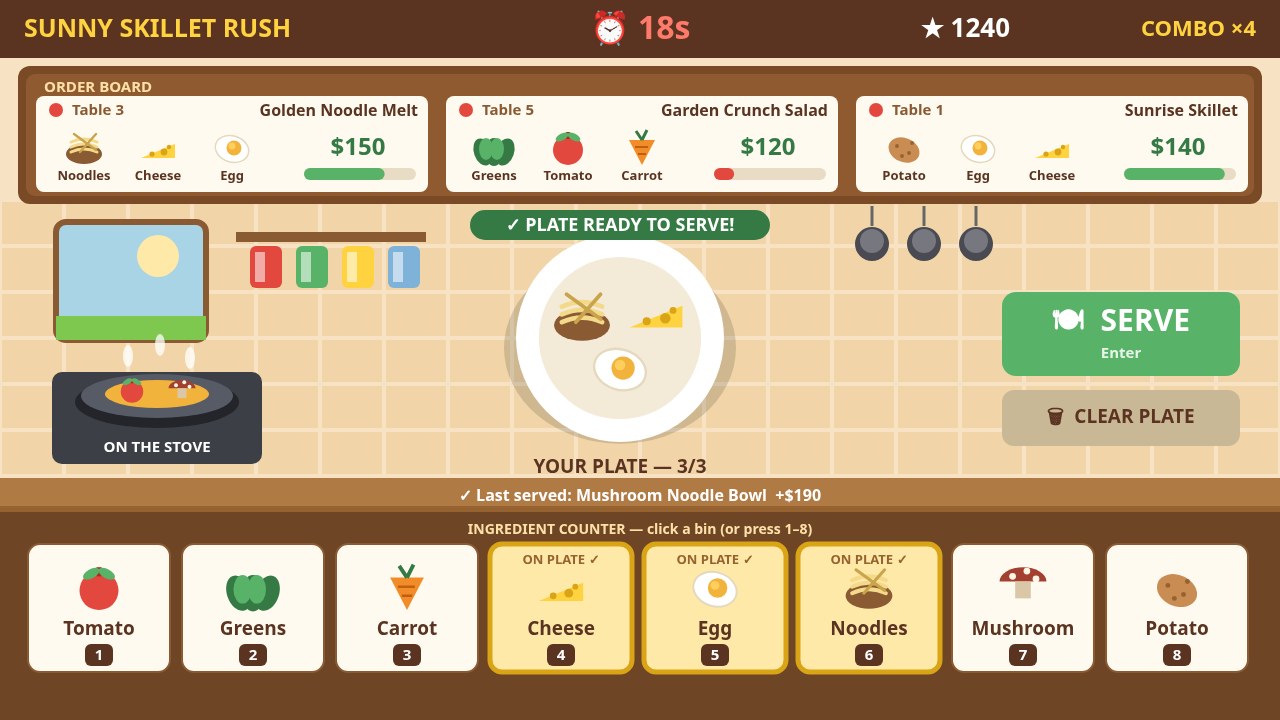 SUNNY SKILLET RUSH
⏰ 18s
★ 1240
COMBO ×4
ORDER BOARD
Table 3 Golden Noodle Melt
$150
Noodles Cheese Egg
Table 5 Garden Crunch Salad
$120
Greens Tomato Carrot
Table 1 Sunrise Skillet
$140
Potato Egg Cheese
✓ PLATE READY TO SERVE!
SERVE
Enter
CLEAR PLATE
ON THE STOVE
YOUR PLATE — 3/3
✓ Last served: Mushroom Noodle Bowl +$190
INGREDIENT COUNTER — click a bin (or press 1–8)
Tomato
1
Greens
2
Carrot
3
ON PLATE ✓
Cheese
4
ON PLATE ✓
Egg
5
ON PLATE ✓
Noodles
6
Mushroom
7
Potato
8